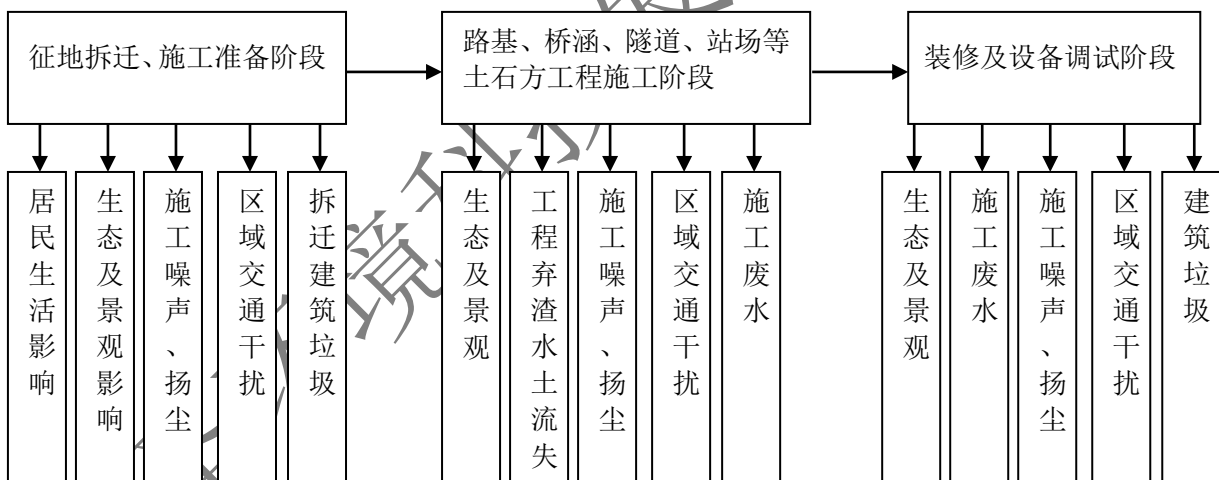 征地拆迁、施工准备阶段
路基、桥涵、隧道、站场等
土石方工程施工阶段
装修及设备调试阶段
居民生活影响
生态及景观影响
施工噪声、扬尘
区域交通干扰
拆迁建筑垃圾
生态及景观
工程弃渣水土流失
施工噪声、扬尘
区域交通干扰
施工废水
生态及景观
施工废水
施工噪声、扬尘
区域交通干扰
建筑垃圾
境科